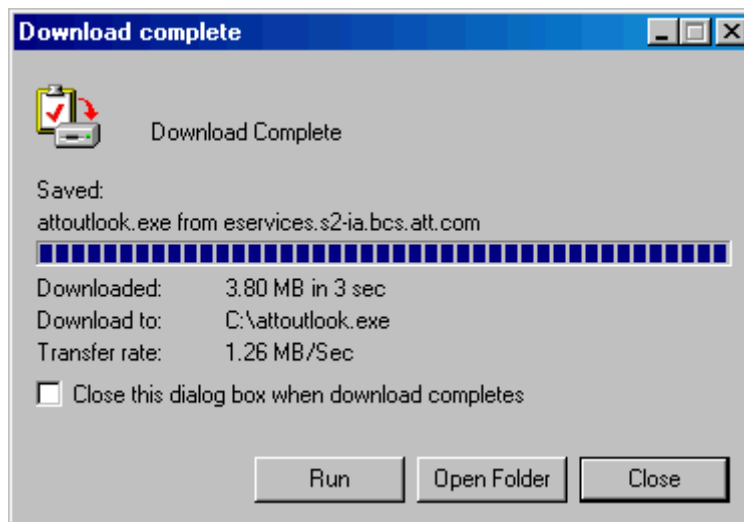 Download complete
Download Complete
Saved:
attoutlook.exe from eservices.s2-ia.bcs.att.com
Downloaded: 3.80 MB in 3 sec
Download to: C:\attoutlook.exe
Transfer rate: 1.26 MB/Sec
Close this dialog box when download completes
Run Open Folder Close